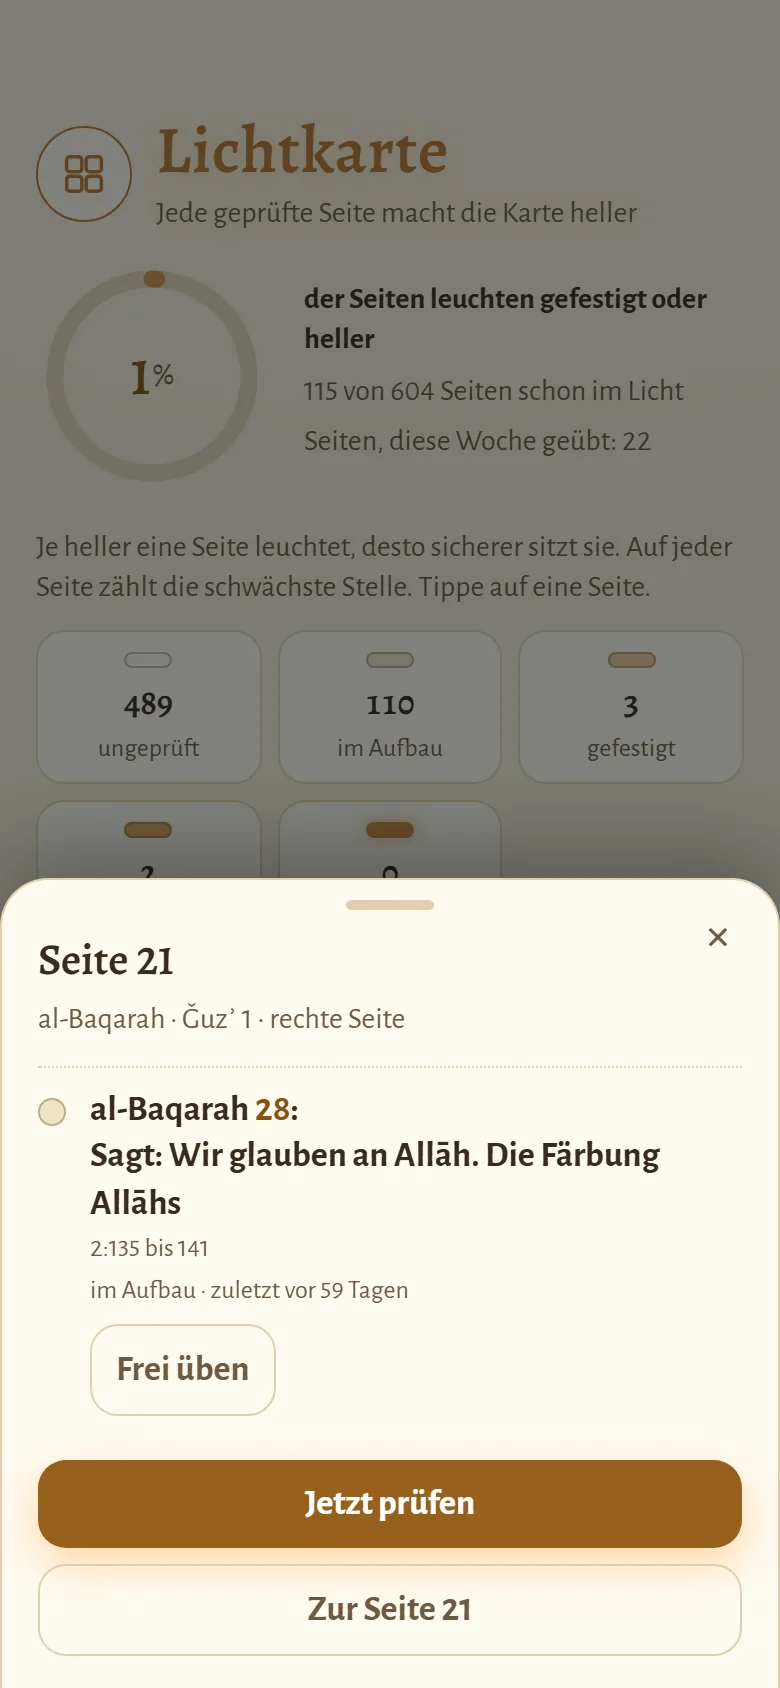 Lichtkarte
Jede geprüfte Seite macht die Karte heller
1%
der Seiten leuchten gefestigt oder
heller
115 von 604 Seiten schon im Licht
Seiten, diese Woche geübt: 22
Je heller eine Seite leuchtet, desto sicherer sitzt sie. Auf jeder
Seite zählt die schwächste Stelle. Tippe auf eine Seite.
489
ungeprüft
110
im Aufbau
3
gefestigt
2
0
Seite 21
al-Baqarah · Ǧuzʾ 1 · rechte Seite
al-Baqarah 28:
Sagt: Wir glauben an Allāh. Die Färbung
Allāhs
2:135 bis 141
im Aufbau · zuletzt vor 59 Tagen
Frei üben
Jetzt prüfen
Zur Seite 21